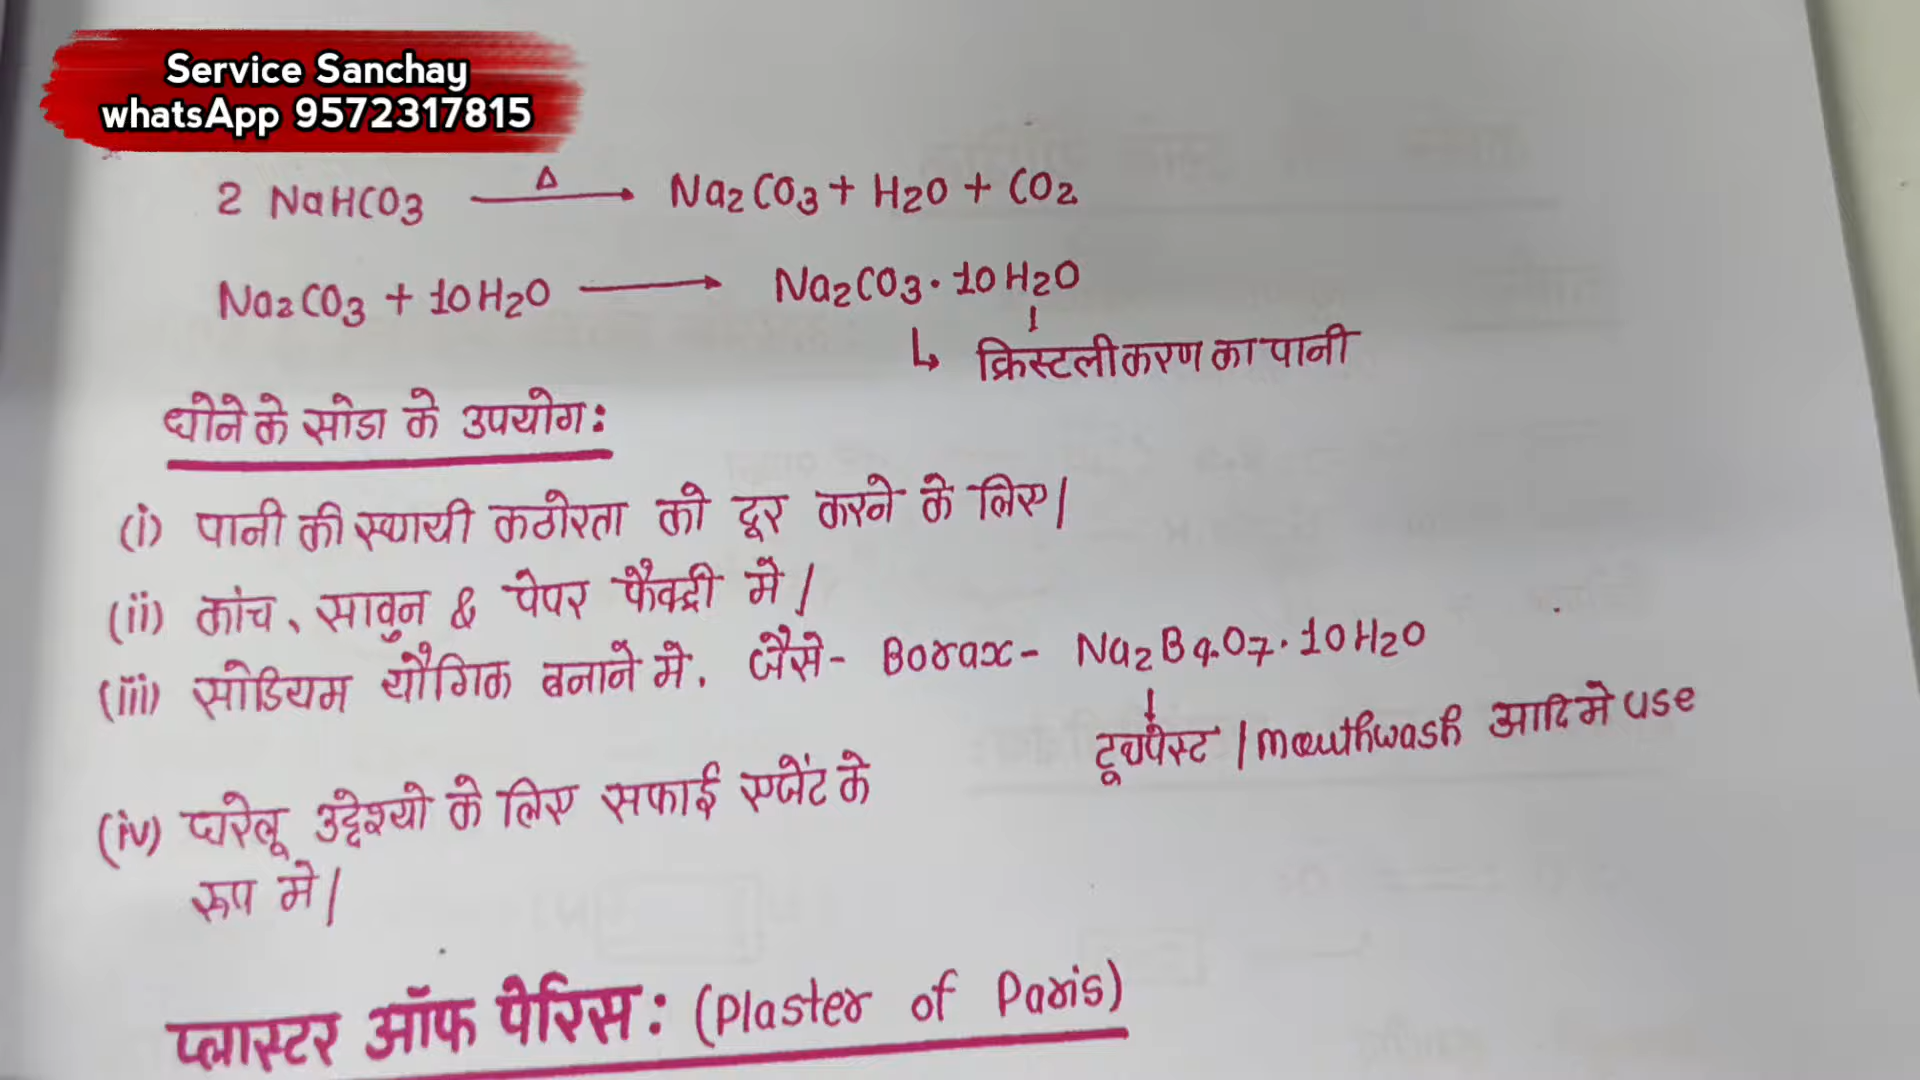 Service Sanchay
whatsApp 9572317815
2 NaHCO3 —Δ→ Na2CO3 + H2O + CO2
Na2CO3 + 10H2O ⟶ Na2CO3·10H2O
↳ क्रिस्टलीकरण का पानी
धोने के सोडा के उपयोग:
(i) पानी की स्थायी कठोरता को दूर करने के लिए|
(ii) कांच, साबुन & पेपर फैक्ट्री में|
(iii) सोडियम यौगिक बनाने मे. जैसे- Borax- Na2B4O7·10H2O
↓
टूथपेस्ट / mouthwash आदि मे use
(iv) घरेलू उद्देश्यो के लिए सफाई एजेंट के
रूप मे|
प्लास्टर ऑफ पेरिस: (Plaster of Paris)